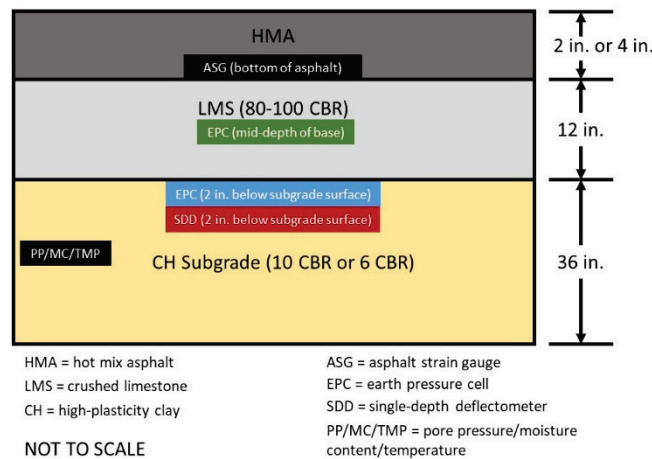 HMA
2 in. or 4 in.
ASG (bottom of asphalt)
LMS (80-100 CBR)
EPC (mid-depth of base)
12 in.
EPC (2 in. below subgrade surface)
SDD (2 in. below subgrade surface)
PP/MC/TMP
CH Subgrade (10 CBR or 6 CBR)
36 in.
HMA = hot mix asphalt
LMS = crushed limestone
CH = high-plasticity clay
NOT TO SCALE
ASG = asphalt strain gauge
EPC = earth pressure cell
SDD = single-depth deflectometer
PP/MC/TMP = pore pressure/moisture
content/temperature